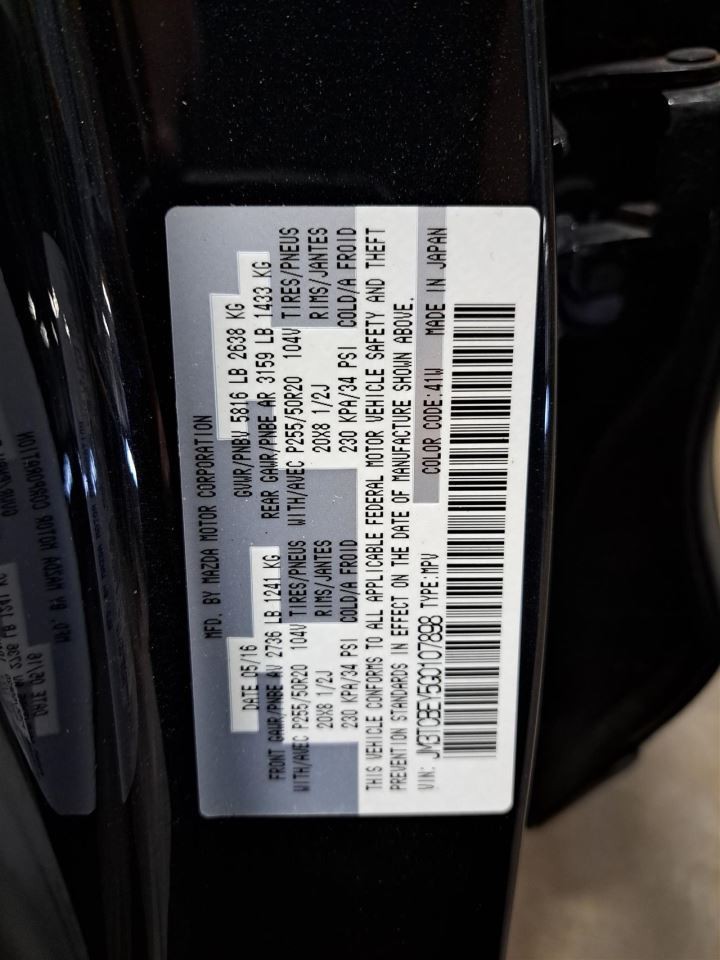 MFD. BY MAZDA MOTOR CORPORATION
DATE 05/16 GVWR/PNBV 5816 LB 2638 KG
FRONT GAWR/PNBE AV 2736 LB 1241 KG REAR GAWR/PNBE AR 3159 LB 1433 KG
WITH/AVEC P255/50R20 104V TIRES/PNEUS WITH/AVEC P255/50R20 104V TIRES/PNEUS
20X8 1/2J RIMS/JANTES 20X8 1/2J RIMS/JANTES
230 KPA/34 PSI COLD/A FROID 230 KPA/34 PSI COLD/A FROID
THIS VEHICLE CONFORMS TO ALL APPLICABLE FEDERAL MOTOR VEHICLE SAFETY AND THEFT
PREVENTION STANDARDS IN EFFECT ON THE DATE OF MANUFACTURE SHOWN ABOVE.
VIN: JM3TCBEY5G0107898 TYPE:MPV COLOR CODE:41W MADE IN JAPAN